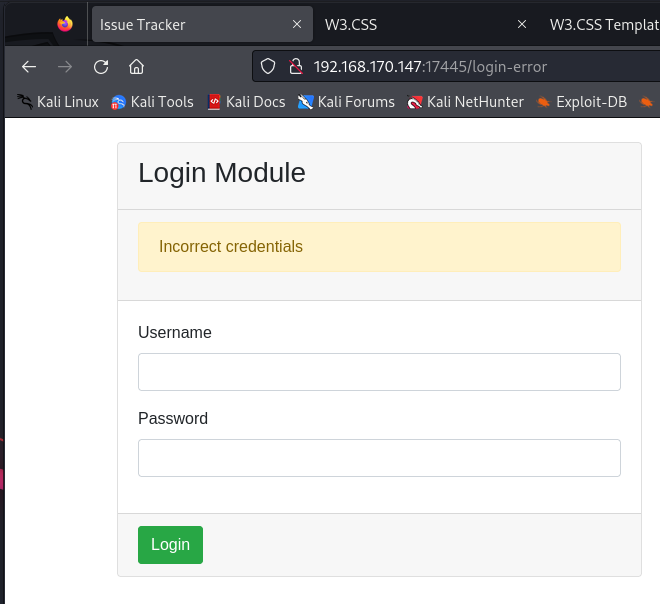 Issue Tracker
W3.CSS
W3.CSS Templat
192.168.170.147:17445/login-error
Kali Linux Kali Tools Kali Docs Kali Forums Kali NetHunter Exploit-DB
Login Module
Incorrect credentials
Username
Password
Login